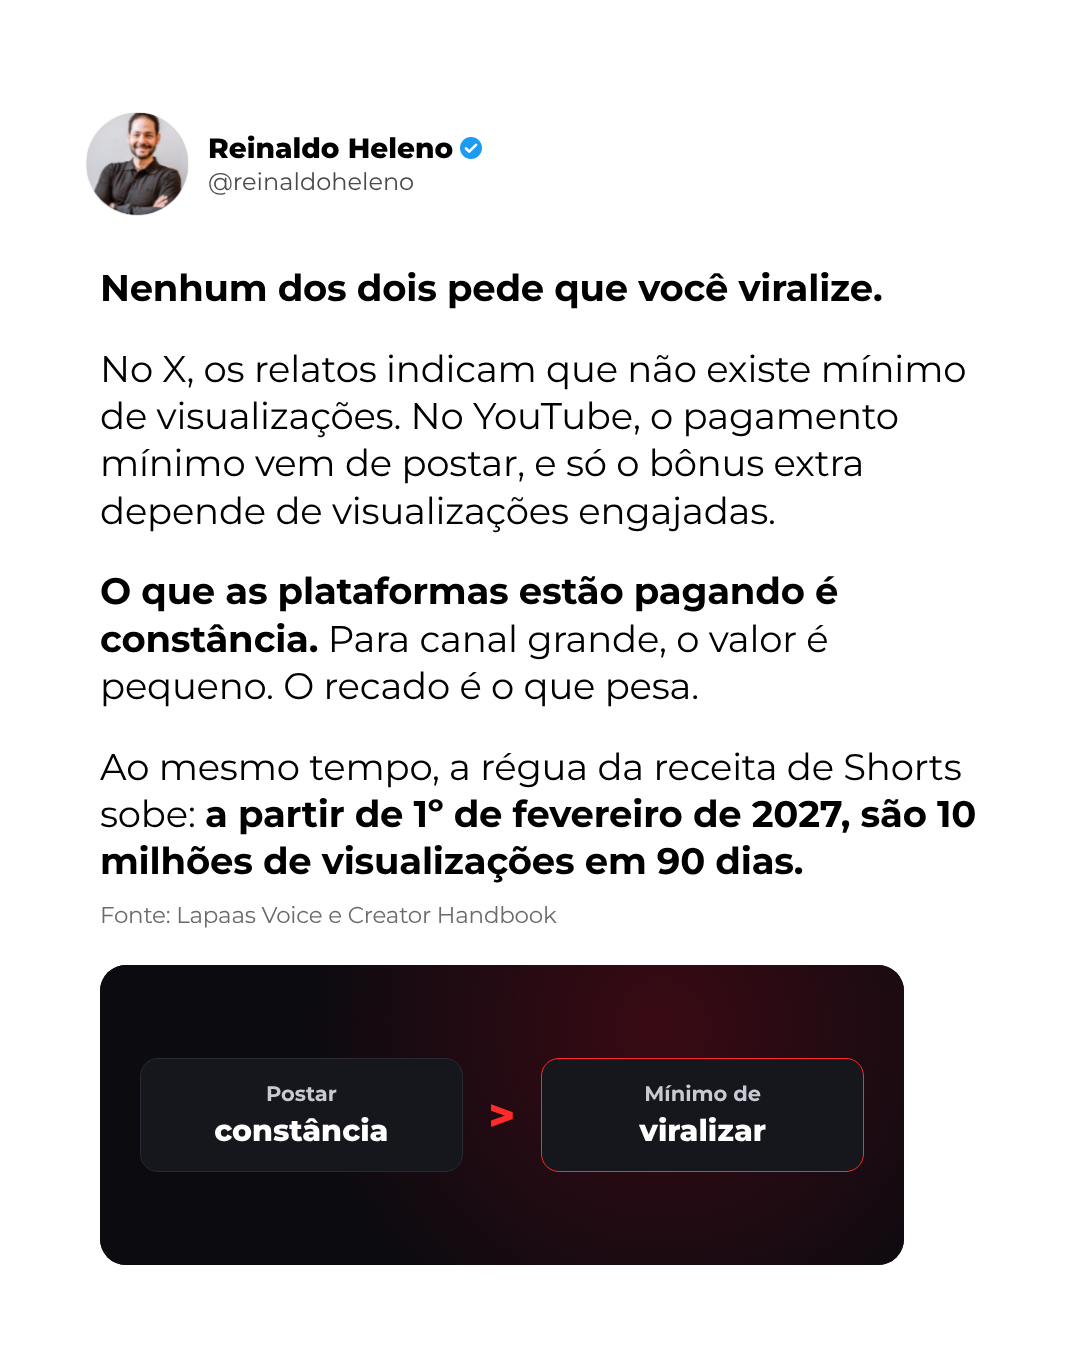 Reinaldo Heleno
@reinaldoheleno
Nenhum dos dois pede que você viralize.
No X, os relatos indicam que não existe mínimo
de visualizações. No YouTube, o pagamento
mínimo vem de postar, e só o bônus extra
depende de visualizações engajadas.
O que as plataformas estão pagando é
constância. Para canal grande, o valor é
pequeno. O recado é o que pesa.
Ao mesmo tempo, a régua da receita de Shorts
sobe: a partir de 1º de fevereiro de 2027, são 10
milhões de visualizações em 90 dias.
Fonte: Lapaas Voice e Creator Handbook
Postar
constância
>
Mínimo de
viralizar